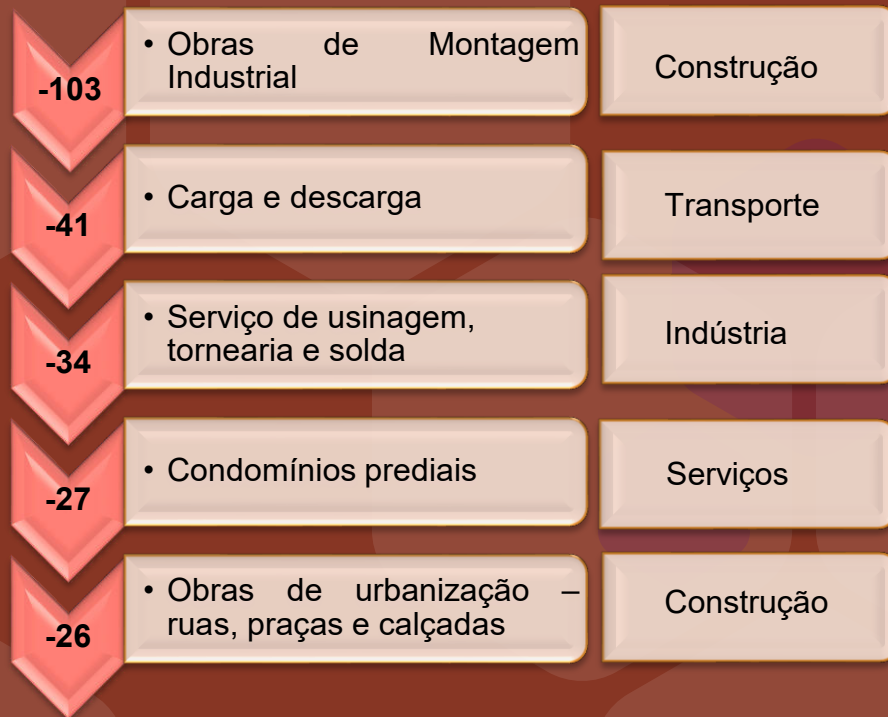 -103
• Obras de Montagem
Industrial
Construção
-41
• Carga e descarga
Transporte
-34
• Serviço de usinagem,
tornearia e solda
Indústria
-27
• Condomínios prediais
Serviços
-26
• Obras de urbanização –
ruas, praças e calçadas
Construção